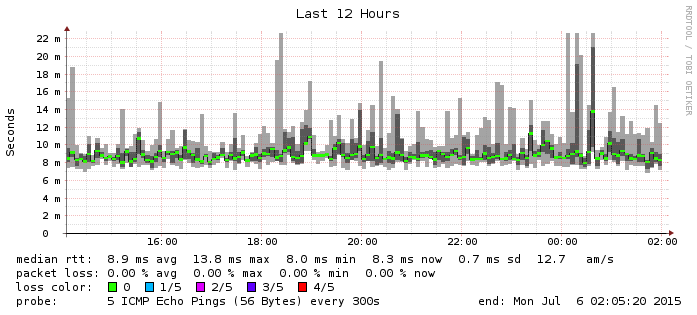 Last 12 Hours
RRDTOOL / TOBI OETIKER
Seconds
22 m
20 m
18 m
16 m
14 m
12 m
10 m
8 m
6 m
4 m
2 m
0
16:00 18:00 20:00 22:00 00:00 02:00
median rtt: 8.9 ms avg 13.8 ms max 8.0 ms min 8.3 ms now 0.7 ms sd 12.7 am/s
packet loss: 0.00 % avg 0.00 % max 0.00 % min 0.00 % now
loss color: 0 1/5 2/5 3/5 4/5
probe: 5 ICMP Echo Pings (56 Bytes) every 300s end: Mon Jul 6 02:05:20 2015